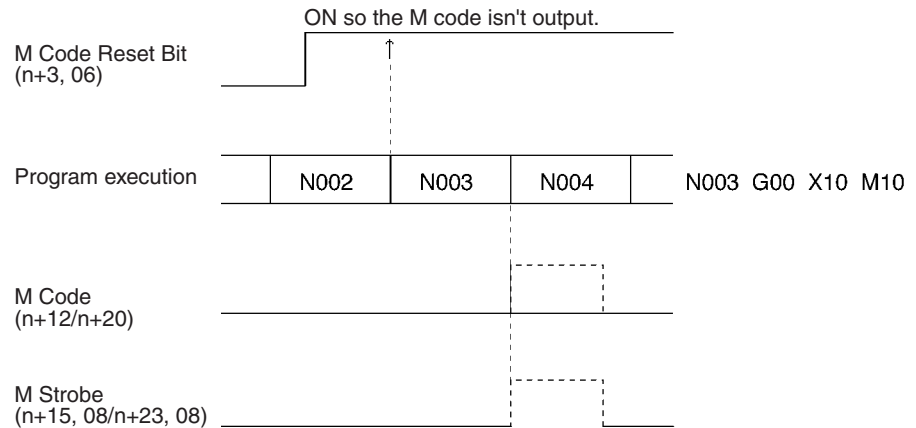 ON so the M code isn't output.
M Code Reset Bit
(n+3, 06)
Program execution
N002 N003 N004 N003 G00 X10 M10
M Code
(n+12/n+20)
M Strobe
(n+15, 08/n+23, 08)